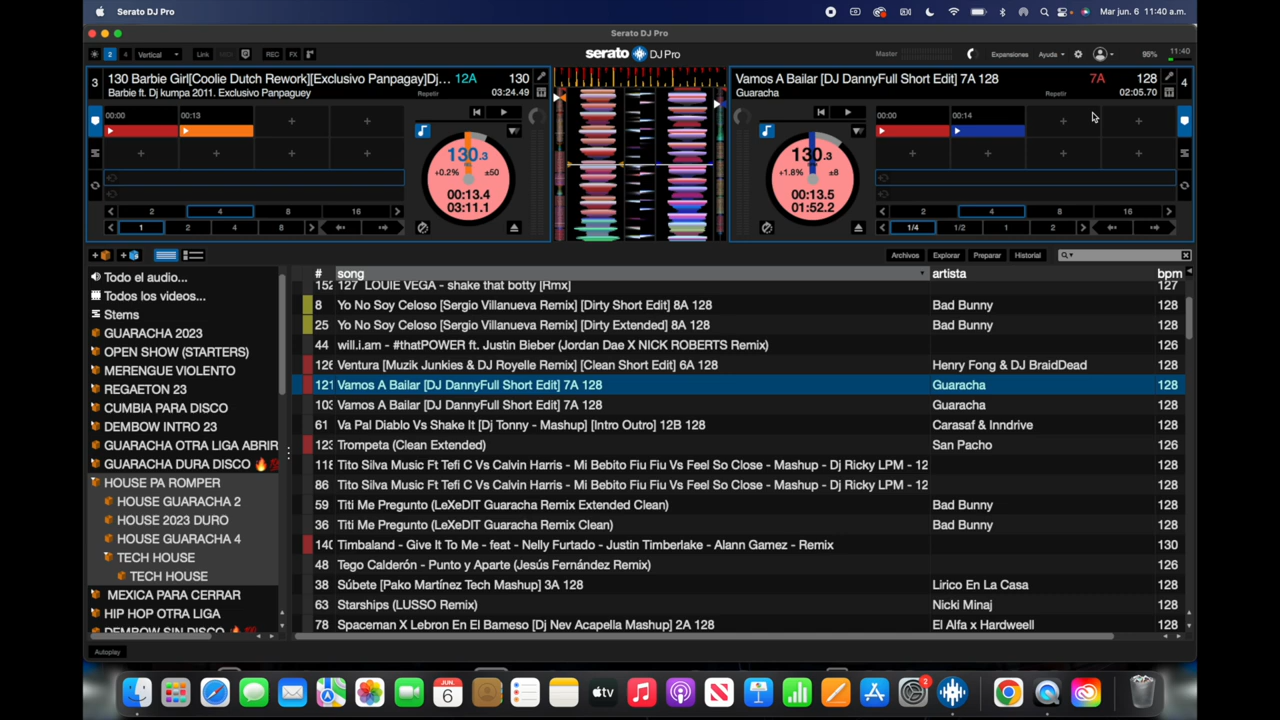 Serato DJ Pro
Mar jun. 6 11:40 a.m.
Serato DJ Pro
2 4 Vertical Link REC FX
serato DJ Pro
Master Expansiones Ayuda 95% 11:40
3 130 Barbie Girl[Coolie Dutch Rework][Exclusivo Panpagay]Dj... 12A 130
Barbie ft. Dj kumpa 2011. Exclusivo Panpaguey Repetir 03:24.49
00:00 00:13
130.3
+0.2% ±50
00:13.4
03:11.1
2 4 8 16
1 2 4 8
Vamos A Bailar [DJ DannyFull Short Edit] 7A 128 7A 128 4
Guaracha Repetir 02:05.70
00:00 00:14
130.3
+1.8% ±8
00:13.5
01:52.2
2 4 8 16
1/4 1/2 1 2
Archivos Explorar Preparar Historial
Todo el audio...
Todos los videos...
Stems
GUARACHA 2023
OPEN SHOW (STARTERS)
MERENGUE VIOLENTO
REGAETON 23
CUMBIA PARA DISCO
DEMBOW INTRO 23
GUARACHA OTRA LIGA ABRIR
GUARACHA DURA DISCO 🔥💯
HOUSE PA ROMPER
HOUSE GUARACHA 2
HOUSE 2023 DURO
HOUSE GUARACHA 4
TECH HOUSE
TECH HOUSE
MEXICA PARA CERRAR
HIP HOP OTRA LIGA
DEMBOW SIN DISCO 🔥💯
# song artista bpm
152 127 LOUIE VEGA - shake that botty [Rmx] 127
8 Yo No Soy Celoso [Sergio Villanueva Remix] [Dirty Short Edit] 8A 128 Bad Bunny 128
25 Yo No Soy Celoso [Sergio Villanueva Remix] [Dirty Extended] 8A 128 Bad Bunny 128
44 will.i.am - #thatPOWER ft. Justin Bieber (Jordan Dae X NICK ROBERTS Remix) 126
126 Ventura [Muzik Junkies & DJ Royelle Remix] [Clean Short Edit] 6A 128 Henry Fong & DJ BraidDead 128
121 Vamos A Bailar [DJ DannyFull Short Edit] 7A 128 Guaracha 128
103 Vamos A Bailar [DJ DannyFull Short Edit] 7A 128 Guaracha 128
61 Va Pal Diablo Vs Shake It [Dj Tonny - Mashup] [Intro Outro] 12B 128 Carasaf & Inndrive 128
123 Trompeta (Clean Extended) San Pacho 126
118 Tito Silva Music Ft Tefi C Vs Calvin Harris - Mi Bebito Fiu Fiu Vs Feel So Close - Mashup - Dj Ricky LPM - 12 128
86 Tito Silva Music Ft Tefi C Vs Calvin Harris - Mi Bebito Fiu Fiu Vs Feel So Close - Mashup - Dj Ricky LPM - 12 128
59 Titi Me Pregunto (LeXeDIT Guaracha Remix Extended Clean) Bad Bunny 128
36 Titi Me Pregunto (LeXeDIT Guaracha Remix Clean) Bad Bunny 128
140 Timbaland - Give It To Me - feat - Nelly Furtado - Justin Timberlake - Alann Gamez - Remix 130
48 Tego Calderón - Punto y Aparte (Jesús Fernández Remix) 126
38 Súbete [Pako Martínez Tech Mashup] 3A 128 Lirico En La Casa 128
63 Starships (LUSSO Remix) Nicki Minaj 128
78 Spaceman X Lebron En El Bameso [Dj Nev Acapella Mashup] 2A 128 El Alfa x Hardwell 128
Autoplay
JUN. 6
tv
2